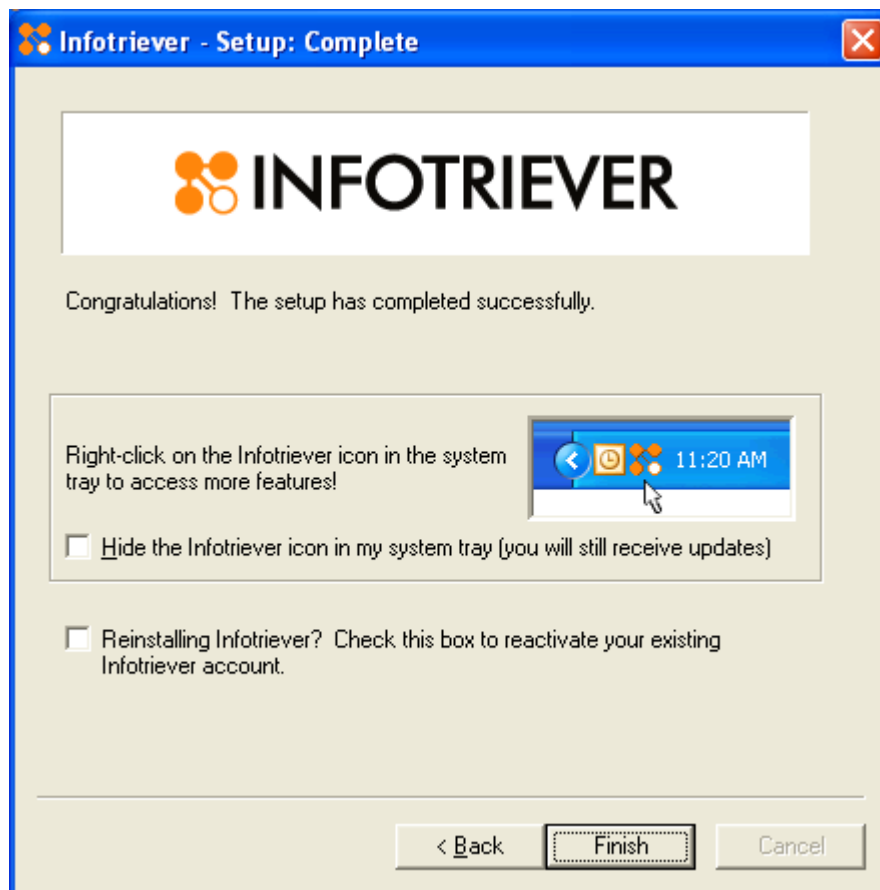 Infotriever - Setup: Complete
INFOTRIEVER
Congratulations! The setup has completed successfully.
Right-click on the Infotriever icon in the system
tray to access more features!
11:20 AM
Hide the Infotriever icon in my system tray (you will still receive updates)
Reinstalling Infotriever? Check this box to reactivate your existing
Infotriever account.
< Back
Finish
Cancel